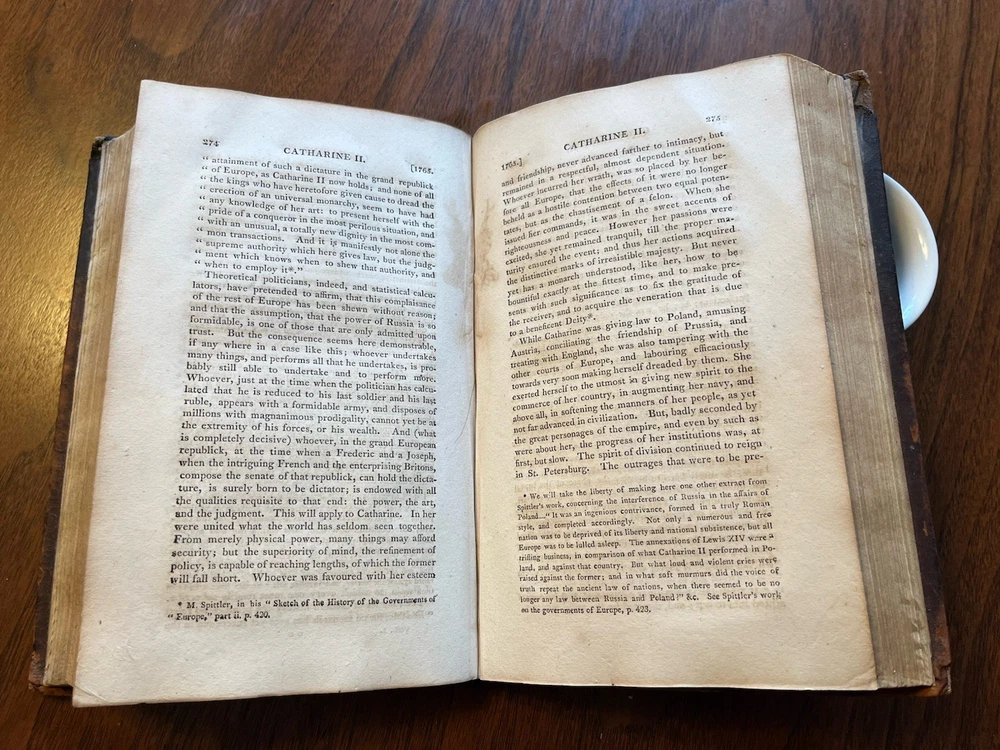 274
CATHARINE II.
[1765.
“ attainment of such a dictature in the grand republick
“ of Europe, as Catharine II now holds; and none of all
“ the kings who have heretofore given cause to dread the
“ erection of an universal monarchy, seem to have had
“ any knowledge of her art: to present herself with the
“ pride of a conqueror in the most perilous situation, and
“ with an unusual, a totally new dignity in the most com-
“ mon transactions. And it is manifestly not alone the
“ supreme authority which here gives law, but the judg-
“ ment which knows when to shew that authority, and
“ when to employ it*.”
Theoretical politicians, indeed, and statistical calcu-
lators, have pretended to affirm, that this complaisance
of the rest of Europe has been shewn without reason;
and that the assumption, that the power of Russia is so
formidable, is one of those that are only admitted upon
trust. But the consequence seems here demonstrable,
if any where in a case like this; whoever undertakes
many things, and performs all that he undertakes, is pro-
bably still able to undertake and to perform more.
Whoever, just at the time when the politician has calcu-
lated that he is reduced to his last soldier and his last
ruble, appears with a formidable army, and disposes of
millions with magnanimous prodigality, cannot yet be at
the extremity of his forces, or his wealth. And (what
is completely decisive) whoever, in the grand European
republick, at the time when a Frederic and a Joseph,
when the intriguing French and the enterprising Britons,
compose the senate of that republick, can hold the dicta-
ture, is surely born to be dictator; is endowed with all
the qualities requisite to that end: the power, the art,
and the judgment. This will apply to Catharine. In her
were united what the world has seldom seen together.
From merely physical power, many things may afford
security; but the superiority of mind, the refinement of
policy, is capable of reaching lengths, of which the former
will fall short. Whoever was favoured with her esteem
* M. Spittler, in his “ Sketch of the History of the Governments of
“ Europe,” part ii. p. 420.
275
CATHARINE II.
1765.]
and friendship, never advanced farther to intimacy, but
remained in a respectful, almost dependent situation.
Whoever incurred her wrath, was so placed by her be-
fore all Europe, that the effects of it were no longer
beheld as a hostile contention between two equal poten-
tates, but as the chastisement of a felon. When she
issued her commands, it was in the sweet accents of
righteousness and peace. However her passions were
excited, she yet remained tranquil, till the proper ma-
turity ensured the event; and thus her actions acquired
the distinctive marks of irresistible majesty. But never
yet has a monarch understood, like her, how to be
bountiful exactly at the fittest time, and to make pre-
sents with such significance as to fix the gratitude of
the receiver, and to acquire the veneration that is due
to a beneficent Deity*.
While Catharine was giving law to Poland, amusing
Austria, conciliating the friendship of Prussia, and
treating with England, she was also tampering with the
other courts of Europe, and labouring efficaciously
towards very soon making herself dreaded by them. She
exerted herself to the utmost in giving new spirit to the
commerce of her country, in augmenting her navy, and
above all, in softening the manners of her people, as yet
not far advanced in civilization. But, badly seconded by
the great personages of the empire, and even by such as
were about her, the progress of her institutions was, at
first, but slow. The spirit of division continued to reign
in St. Petersburg. The outrages that were to be pre-
* We will take the liberty of making here one other extract from
Spittler's work, concerning the interference of Russia in the affairs of
Poland.—“ It was an ingenious contrivance, formed in a truly Roman
style, and completed accordingly. Not only a numerous and free
nation was to be deprived of its liberty and national subsistence, but all
Europe was to be lulled asleep. The annexations of Lewis XIV were a
trifling business, in comparison of what Catharine II performed in Po-
land, and against that country. But what loud and violent cries were
raised against the former; and in what soft murmurs did the voice of
truth repeat the ancient law of nations, when there seemed to be no
longer any law between Russia and Poland?” &c. See Spittler's work
on the governments of Europe, p. 423.